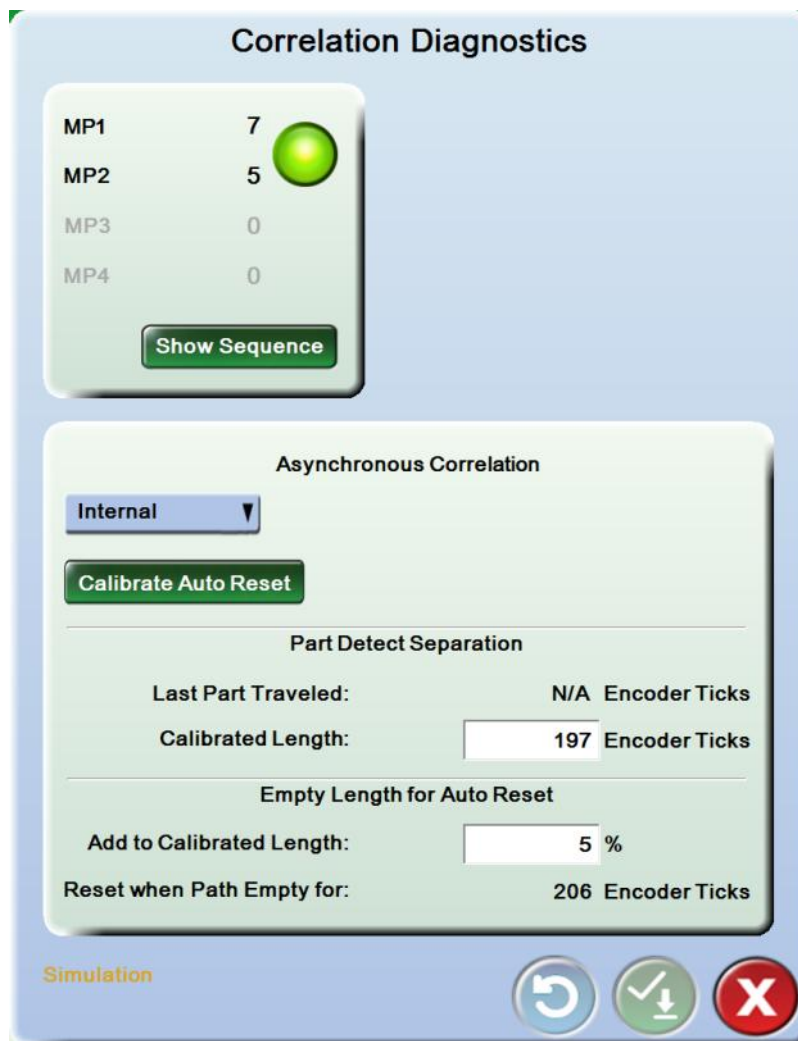 Correlation Diagnostics
MP1 7
MP2 5
MP3 0
MP4 0
Show Sequence
Asynchronous Correlation
Internal
Calibrate Auto Reset
Part Detect Separation
Last Part Traveled: N/A Encoder Ticks
Calibrated Length: 197 Encoder Ticks
Empty Length for Auto Reset
Add to Calibrated Length: 5 %
Reset when Path Empty for: 206 Encoder Ticks
Simulation